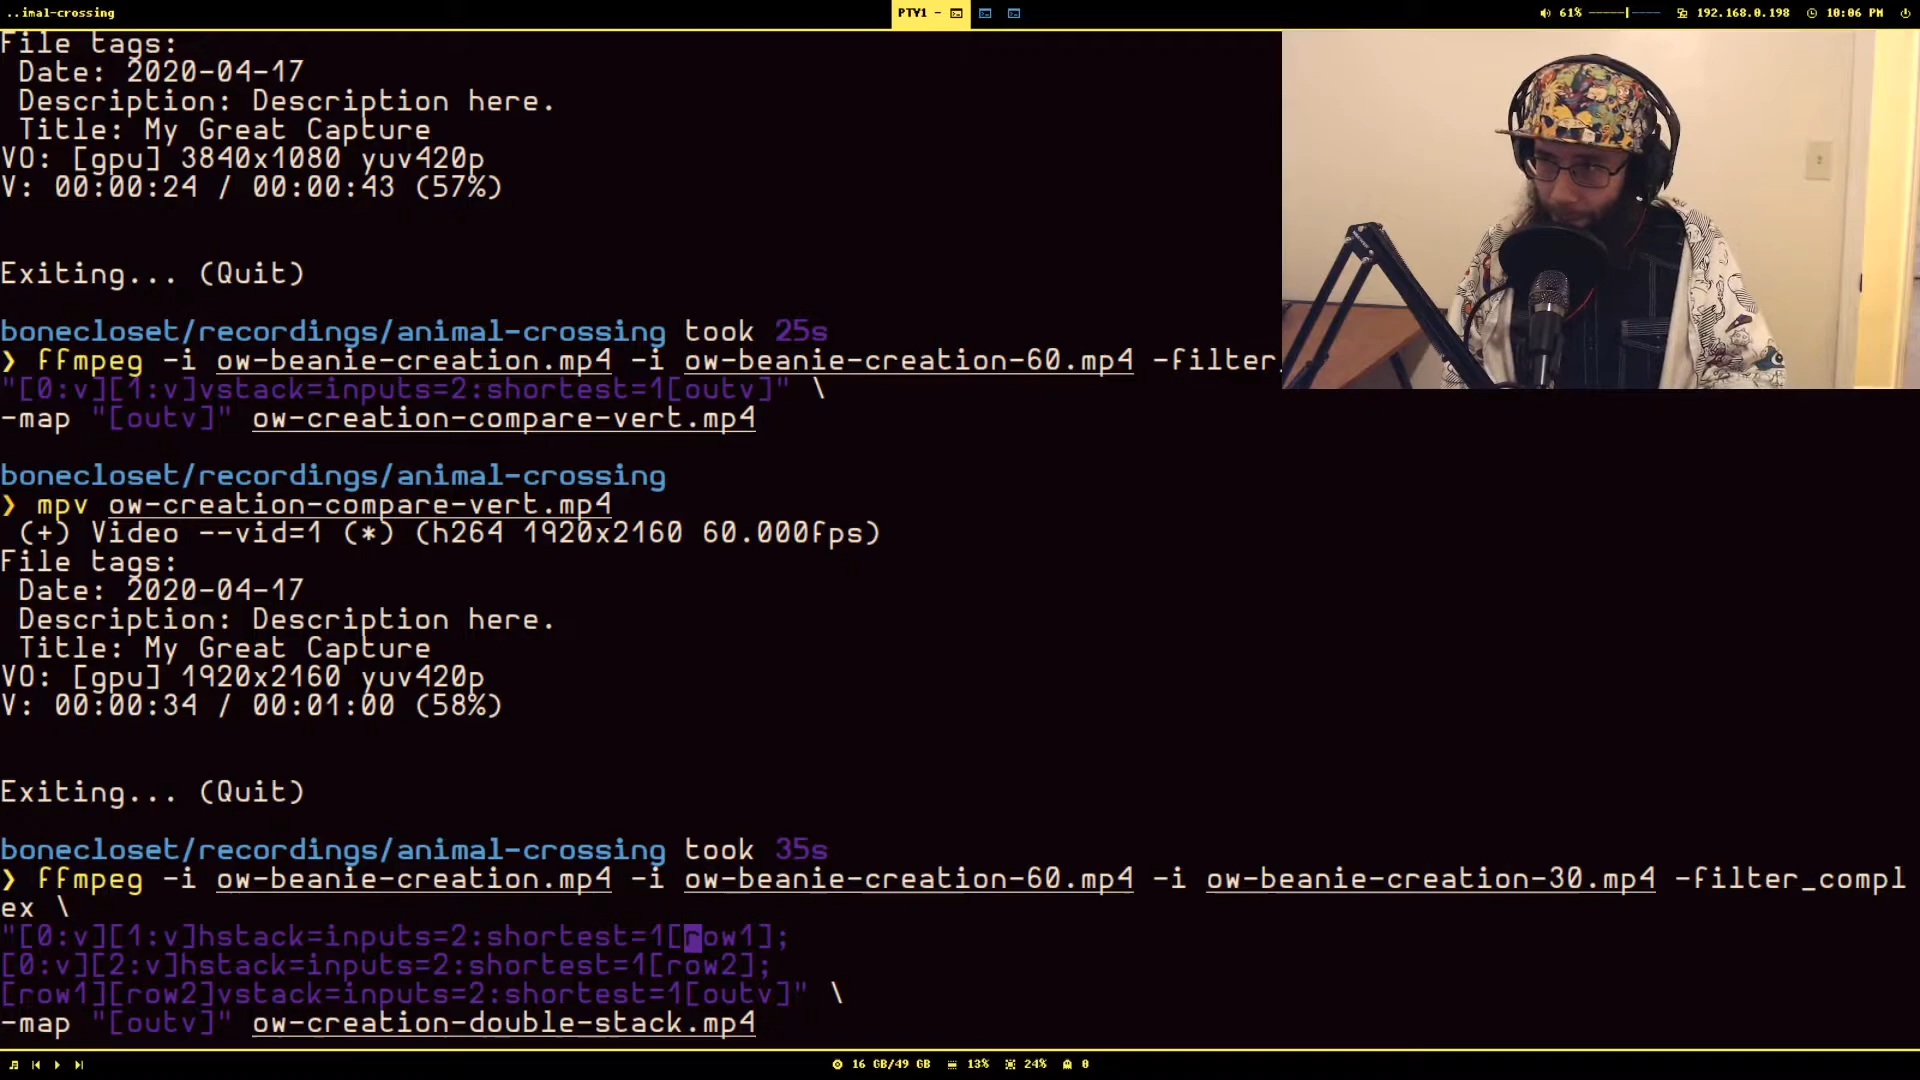 ..imal-crossing
PTY1 -
61%
192.168.0.198
10:06 PM
File tags:
Date: 2020-04-17
Description: Description here.
Title: My Great Capture
VO: [gpu] 3840x1080 yuv420p
V: 00:00:24 / 00:00:43 (57%)
Exiting... (Quit)
bonecloset/recordings/animal-crossing took 25s
❯ ffmpeg -i ow-beanie-creation.mp4 -i ow-beanie-creation-60.mp4 -filter
"[0:v][1:v]vstack=inputs=2:shortest=1[outv]" \
-map "[outv]" ow-creation-compare-vert.mp4
bonecloset/recordings/animal-crossing
❯ mpv ow-creation-compare-vert.mp4
(+) Video --vid=1 (*) (h264 1920x2160 60.000fps)
File tags:
Date: 2020-04-17
Description: Description here.
Title: My Great Capture
VO: [gpu] 1920x2160 yuv420p
V: 00:00:34 / 00:01:00 (58%)
Exiting... (Quit)
bonecloset/recordings/animal-crossing took 35s
❯ ffmpeg -i ow-beanie-creation.mp4 -i ow-beanie-creation-60.mp4 -i ow-beanie-creation-30.mp4 -filter_compl
ex \
"[0:v][1:v]hstack=inputs=2:shortest=1[row1];
[0:v][2:v]hstack=inputs=2:shortest=1[row2];
[row1][row2]vstack=inputs=2:shortest=1[outv]" \
-map "[outv]" ow-creation-double-stack.mp4
16 GB/49 GB
13%
24%
0